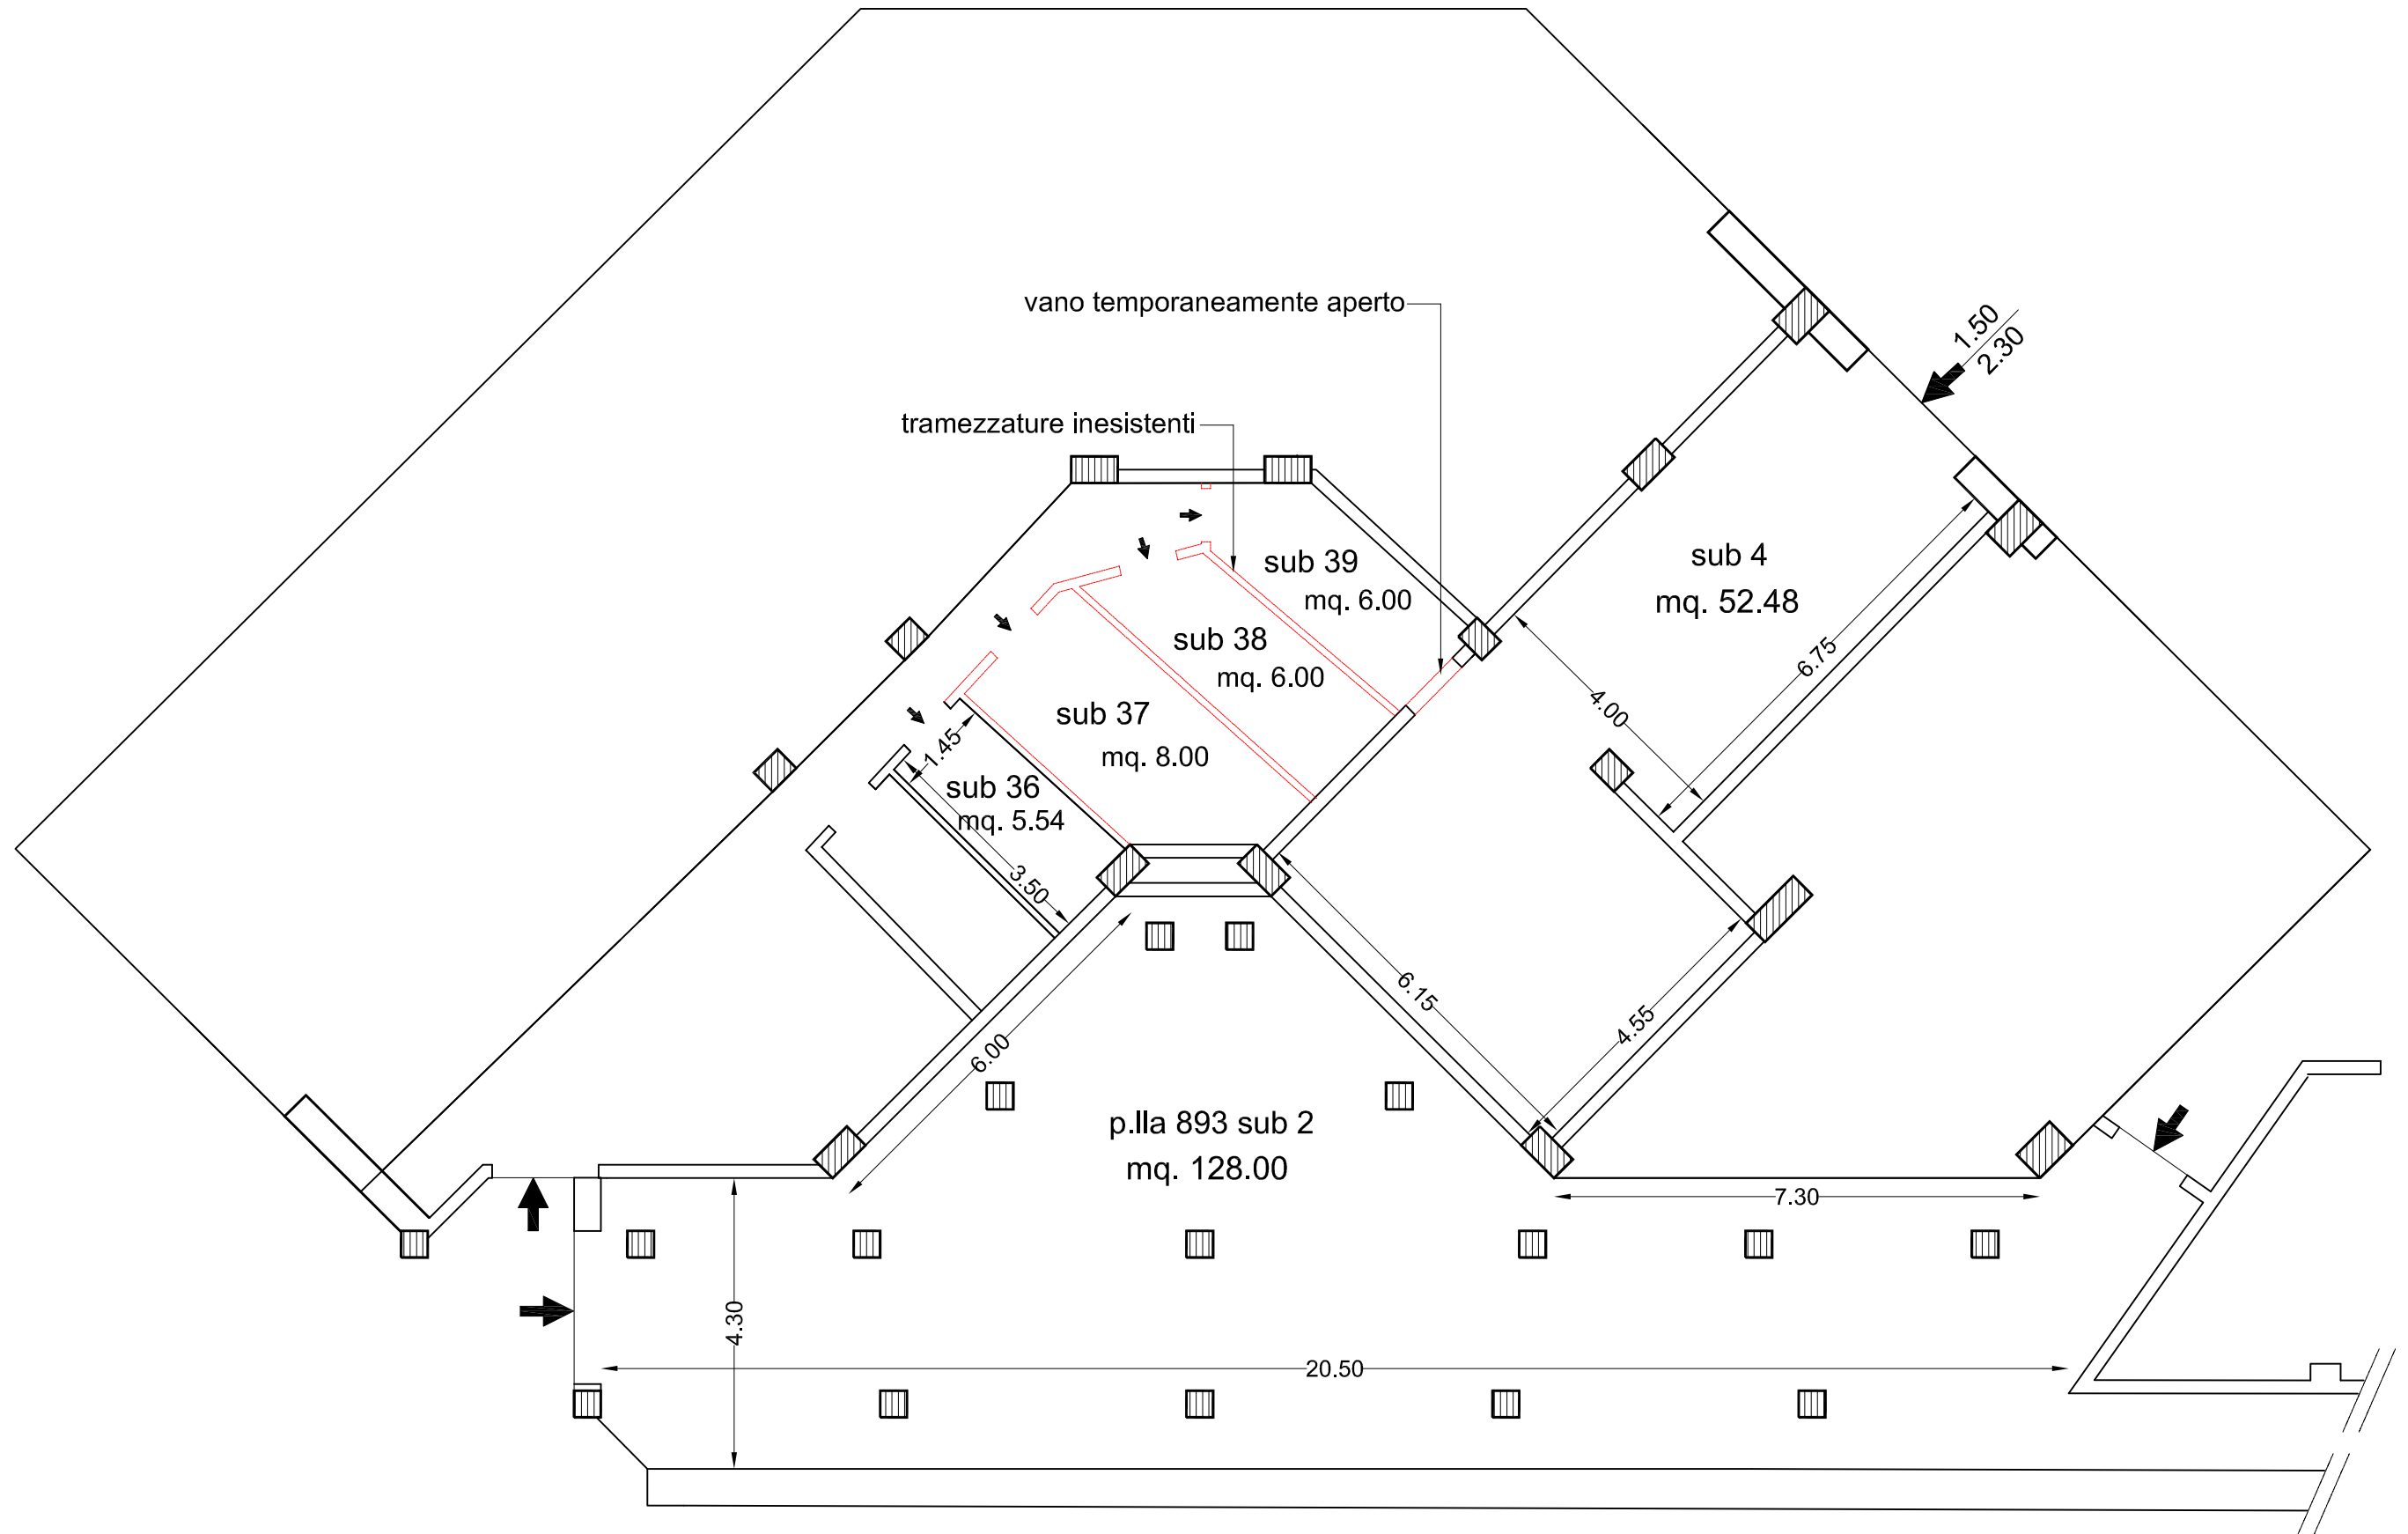 vano temporaneamente aperto
1.50
2.30
tramezzature inesistenti
sub 39
mq. 6.00
sub 4
mq. 52.48
sub 38
mq. 6.00
6.75
4.00
sub 37
mq. 8.00
1.45
sub 36
mq. 5.54
3.50
6.15
4.55
6.00
p.lla 893 sub 2
mq. 128.00
7.30
4.30
20.50